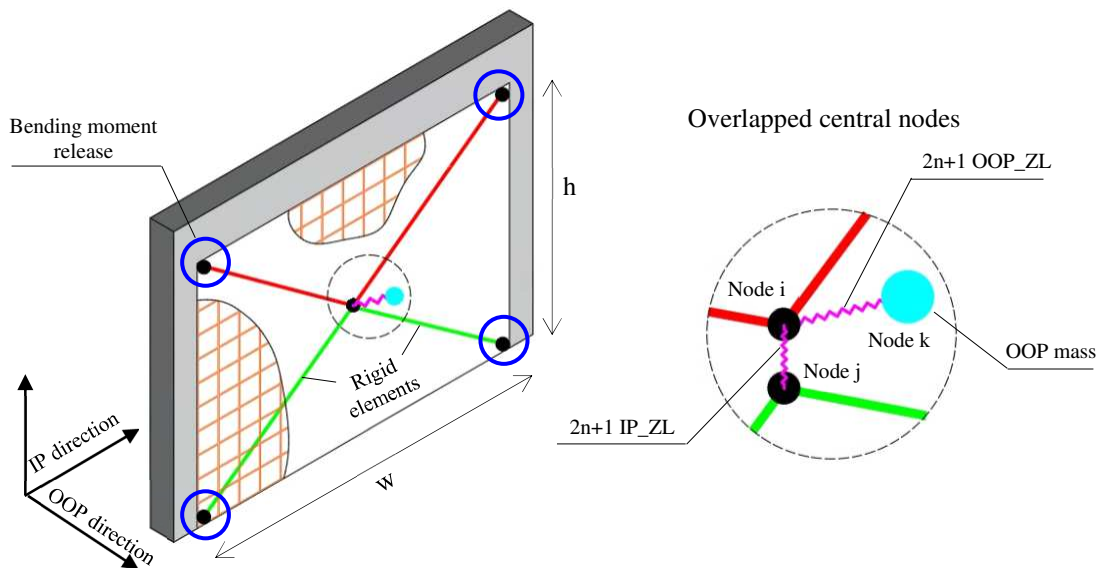 Bending moment
release
h
w
Rigid
elements
IP direction
OOP direction
Overlapped central nodes
2n+1 OOP_ZL
Node i
Node k
Node j
OOP mass
2n+1 IP_ZL